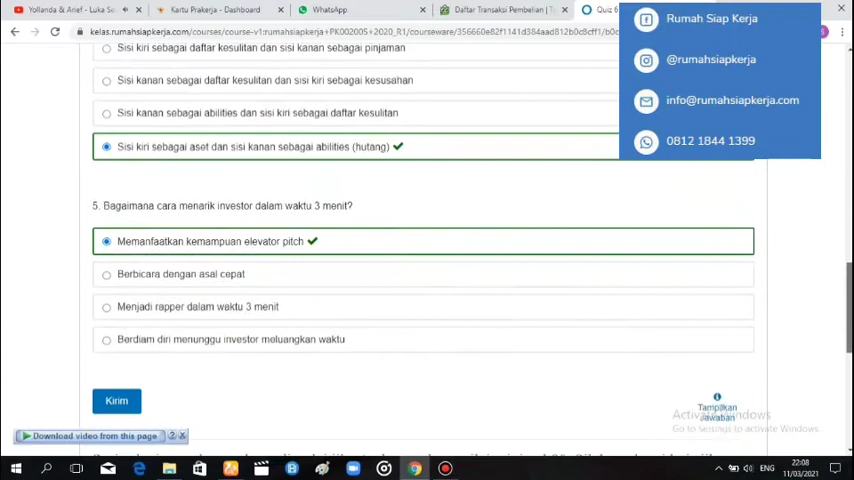 Yollanda & Arief - Luka Se
Kartu Prakerja - Dashboard
WhatsApp
Daftar Transaksi Pembelian | T
Quiz 6
kelas.rumahsiapkerja.com/courses/course-v1:rumahsiapkerja+PK002005+2020_R1/courseware/356660e82f1141d384aad812b0c8cff1/b0c
Rumah Siap Kerja
@rumahsiapkerja
info@rumahsiapkerja.com
0812 1844 1399
Sisi kiri sebagai daftar kesulitan dan sisi kanan sebagai pinjaman
Sisi kanan sebagai daftar kesulitan dan sisi kiri sebagai kesusahan
Sisi kanan sebagai abilities dan sisi kiri sebagai daftar kesulitan
Sisi kiri sebagai aset dan sisi kanan sebagai abilities (hutang)
5. Bagaimana cara menarik investor dalam waktu 3 menit?
Memanfaatkan kemampuan elevator pitch
Berbicara dengan asal cepat
Menjadi rapper dalam waktu 3 menit
Berdiam diri menunggu investor meluangkan waktu
Kirim
Tampilkan
Jawaban
Activate Windows
Go to Settings to activate Windows.
Download video from this page
? X
ENG
22:08
11/03/2021